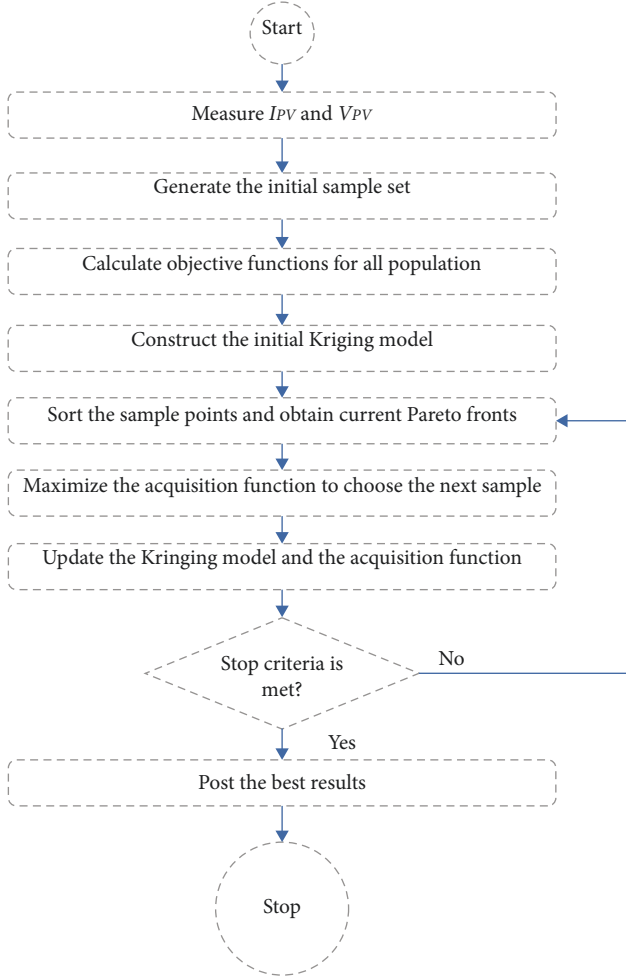 Start
Measure IPV and VPV
Generate the initial sample set
Calculate objective functions for all population
Construct the initial Kriging model
Sort the sample points and obtain current Pareto fronts
Maximize the acquisition function to choose the next sample
Update the Kringing model and the acquisition function
Stop criteria is
met?
No
Yes
Post the best results
Stop